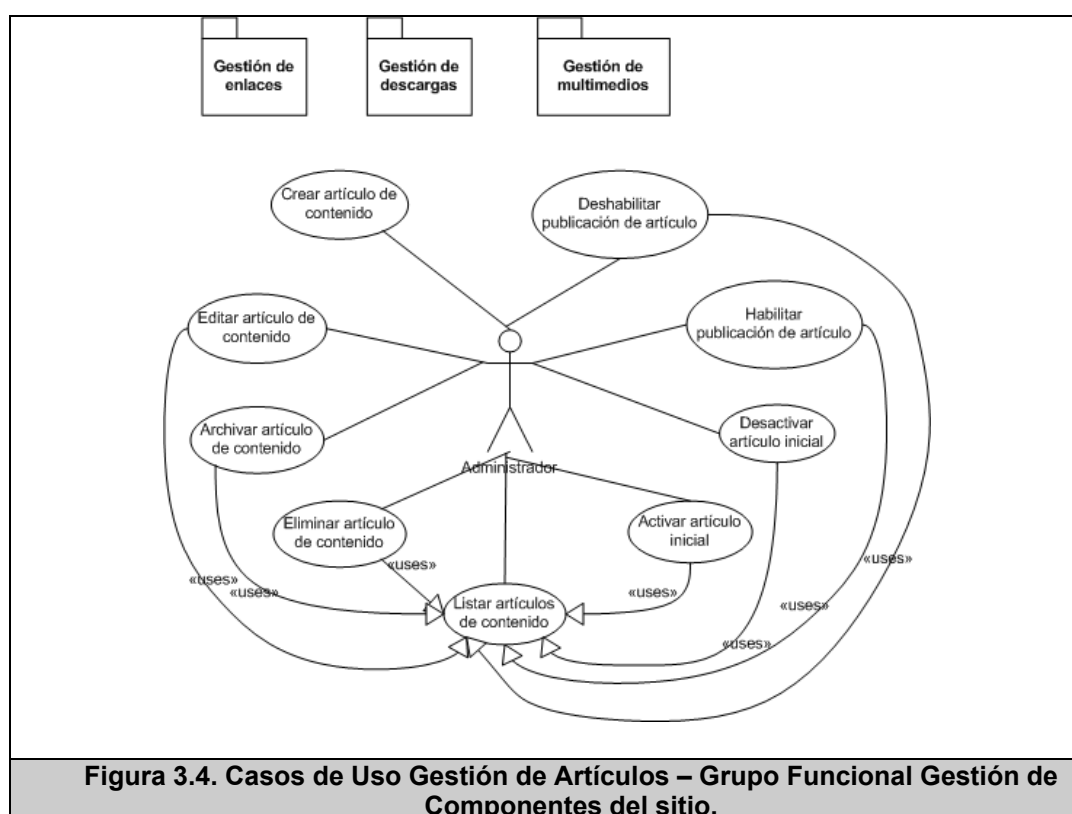 Gestión de
enlaces
Gestión de
descargas
Gestión de
multimedios
Crear artículo de
contenido
Deshabilitar
publicación de artículo
Editar artículo de
contenido
Habilitar
publicación de artículo
Archivar artículo
de contenido
Desactivar
artículo inicial
Administrador
Eliminar artículo
de contenido
Activar artículo
inicial
«uses»
«uses»
«uses»
«uses»
«uses»
«uses»
«uses»
Listar artículos
de contenido
Figura 3.4. Casos de Uso Gestión de Artículos – Grupo Funcional Gestión de
Componentes del sitio.